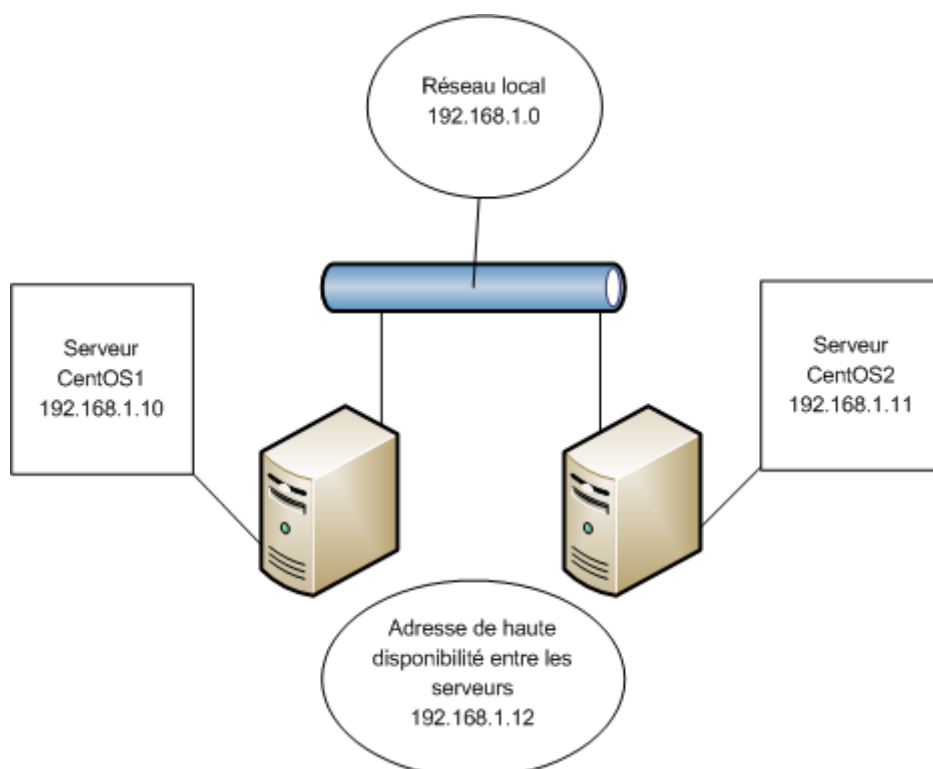 Réseau local
192.168.1.0
Serveur
CentOS1
192.168.1.10
Serveur
CentOS2
192.168.1.11
Adresse de haute
disponibilité entre les
serveurs
192.168.1.12